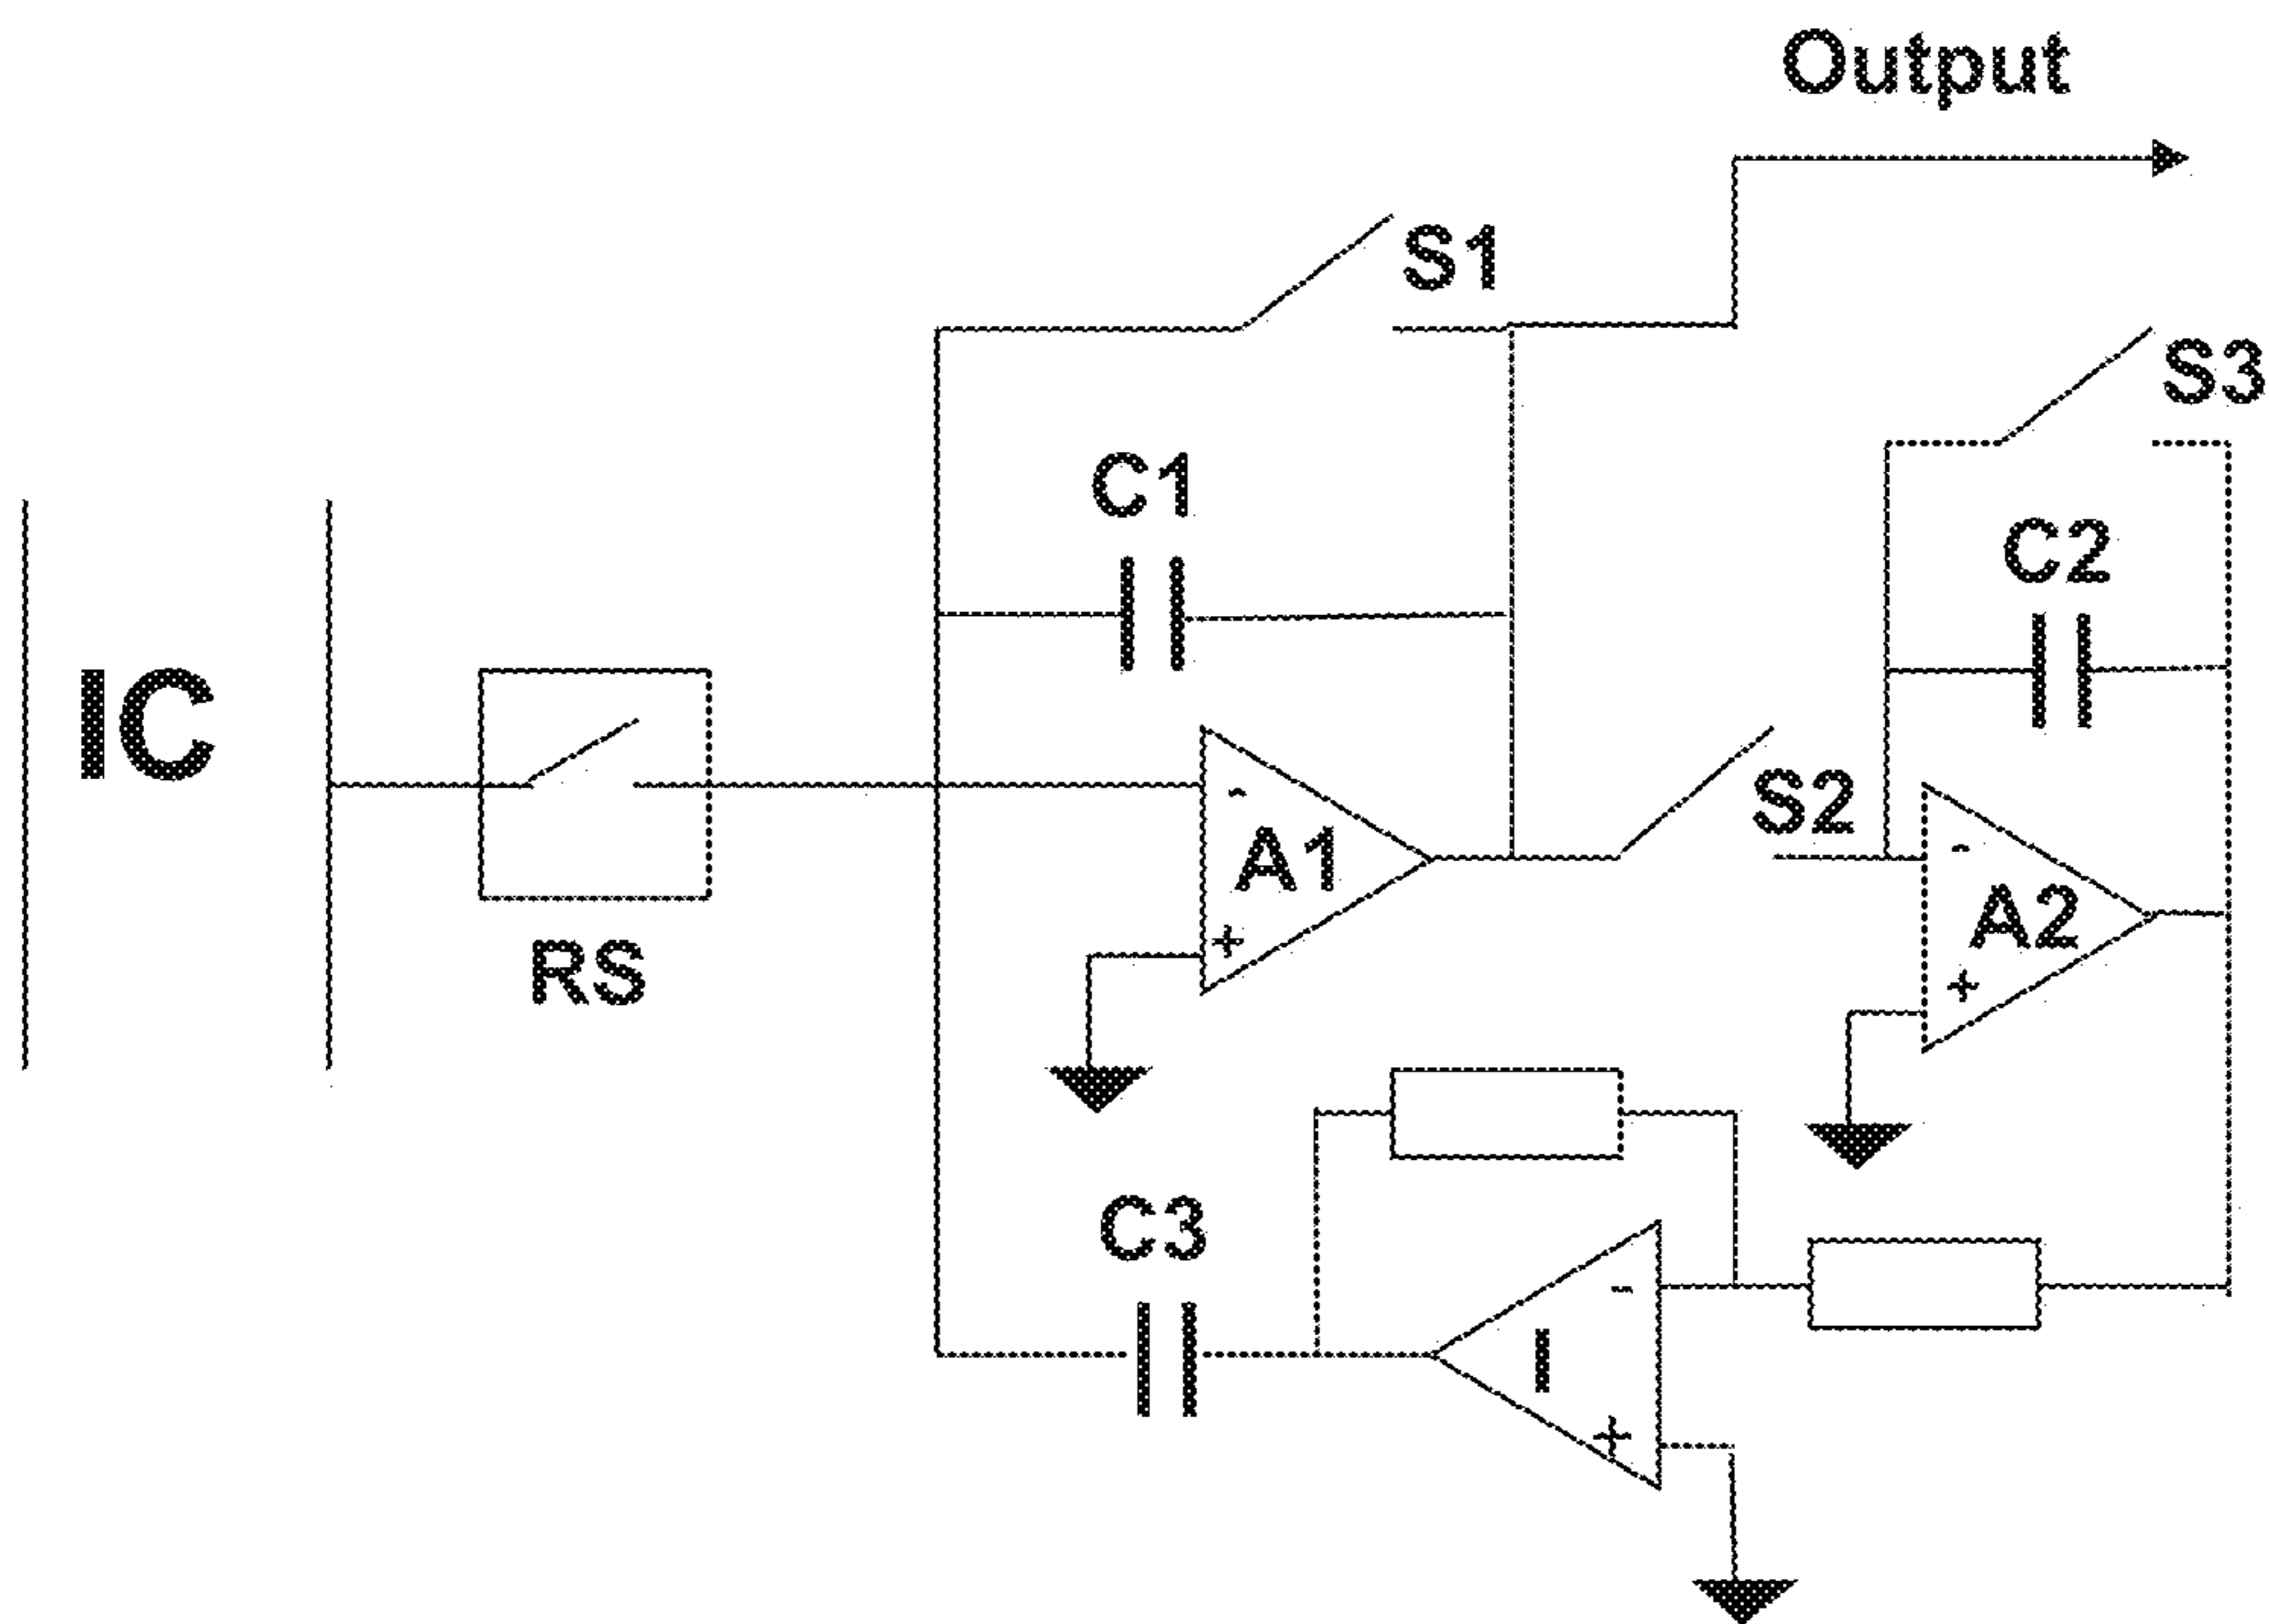 Output
S1
S3
C1
C2
IC
S2
-
A1
+
-
A2
+
RS
C3
-
I
+